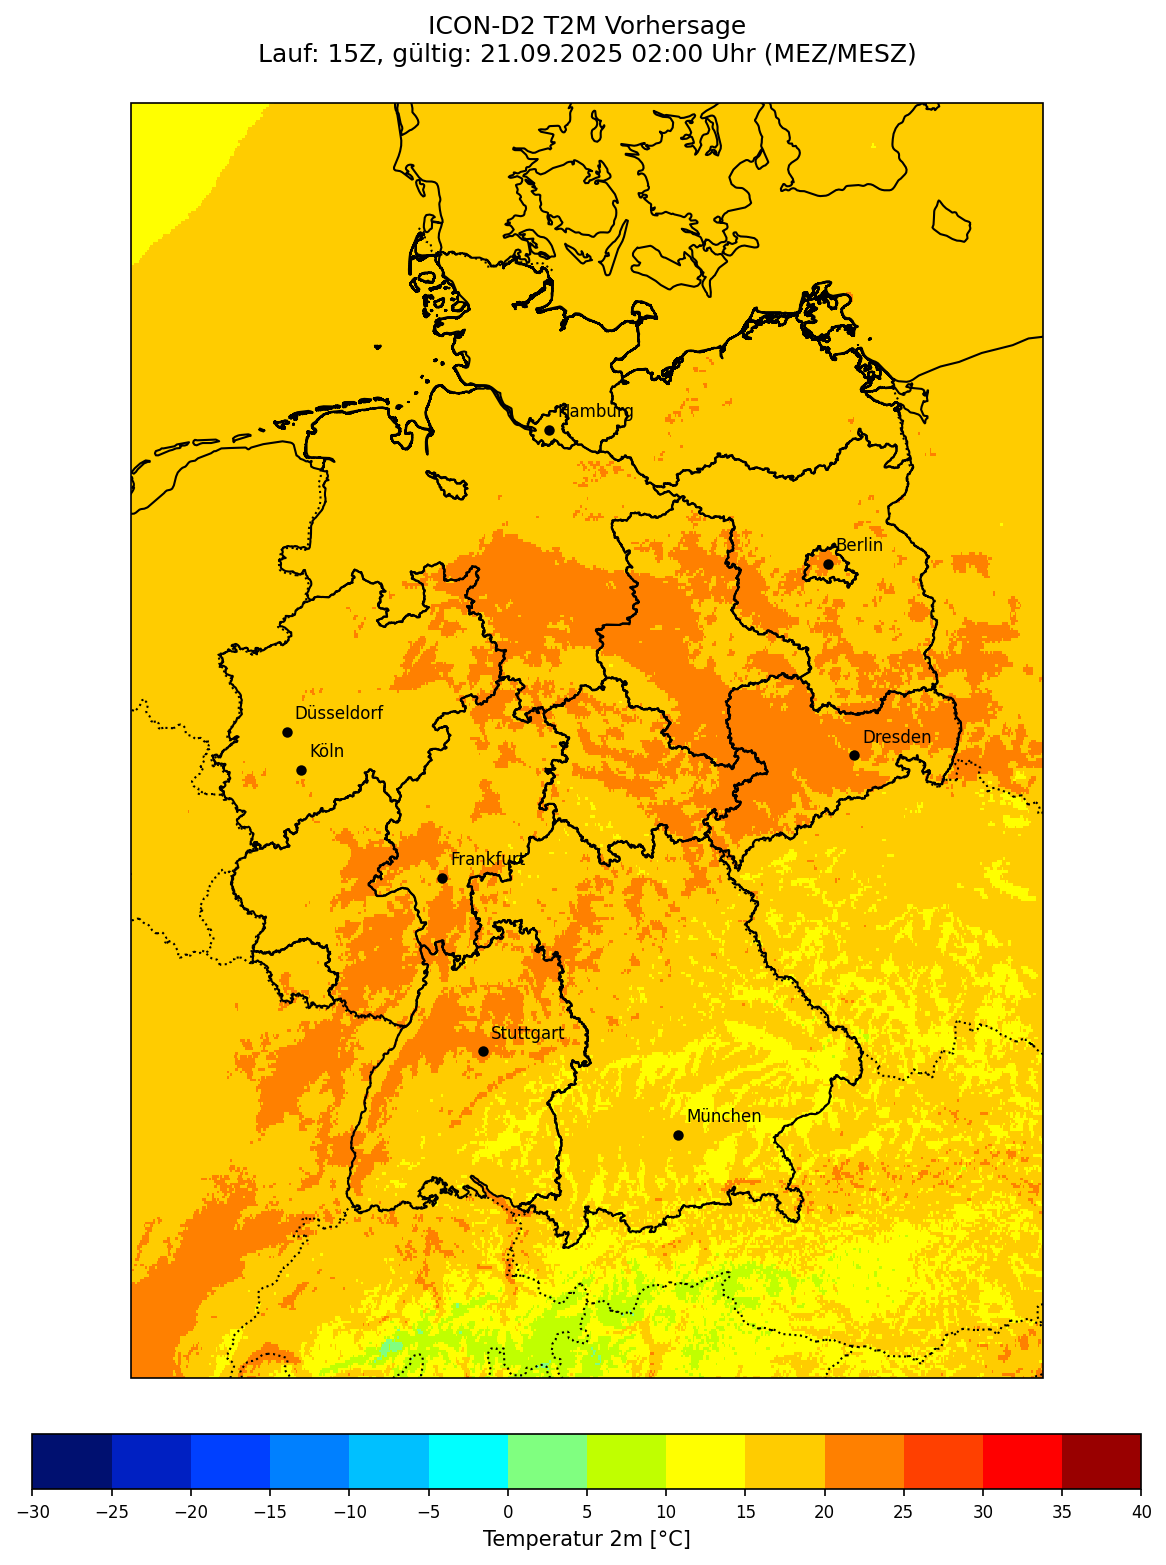 ICON-D2 T2M Vorhersage
Lauf: 15Z, gültig: 21.09.2025 02:00 Uhr (MEZ/MESZ)
Hamburg
Berlin
Düsseldorf
Dresden
Köln
Frankfurt
Stuttgart
München
−30 −25 −20 −15 −10 −5 0 5 10 15 20 25 30 35 40
Temperatur 2m [°C]